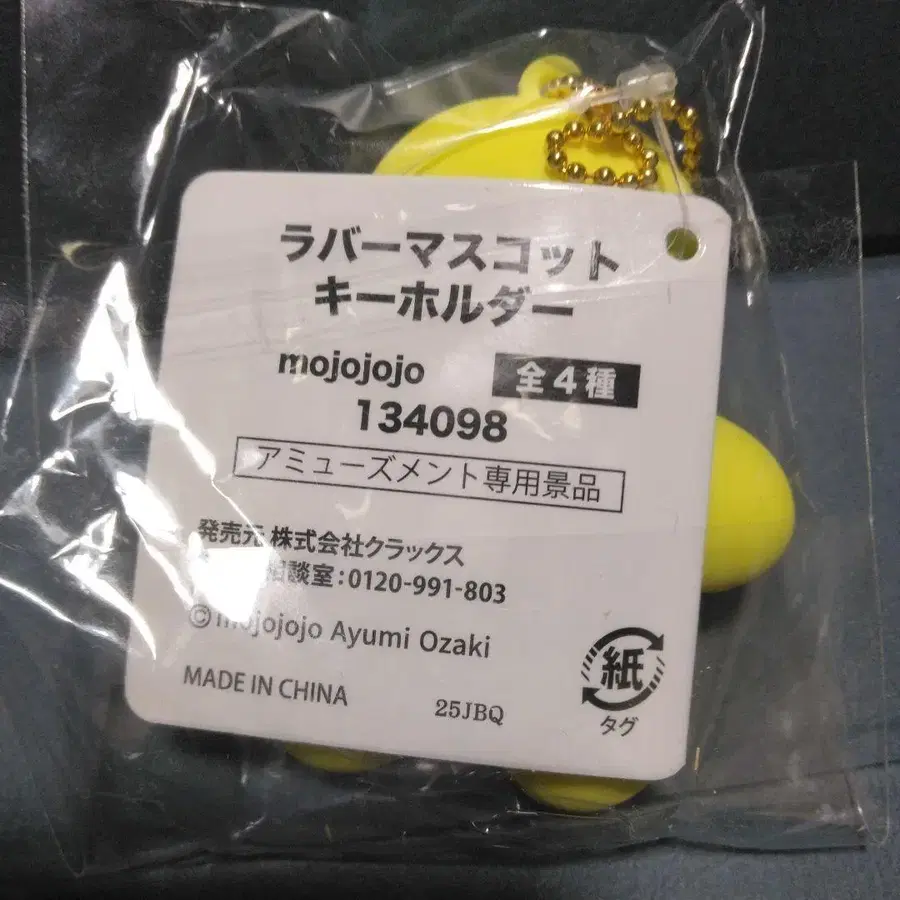 ラバーマスコット
キーホルダー
mojojojo 全4種
134098
アミューズメント専用景品
発売元 株式会社クラックス
相談室:0120-991-803
©mojojojo Ayumi Ozaki
MADE IN CHINA 25JBQ
紙
タグ